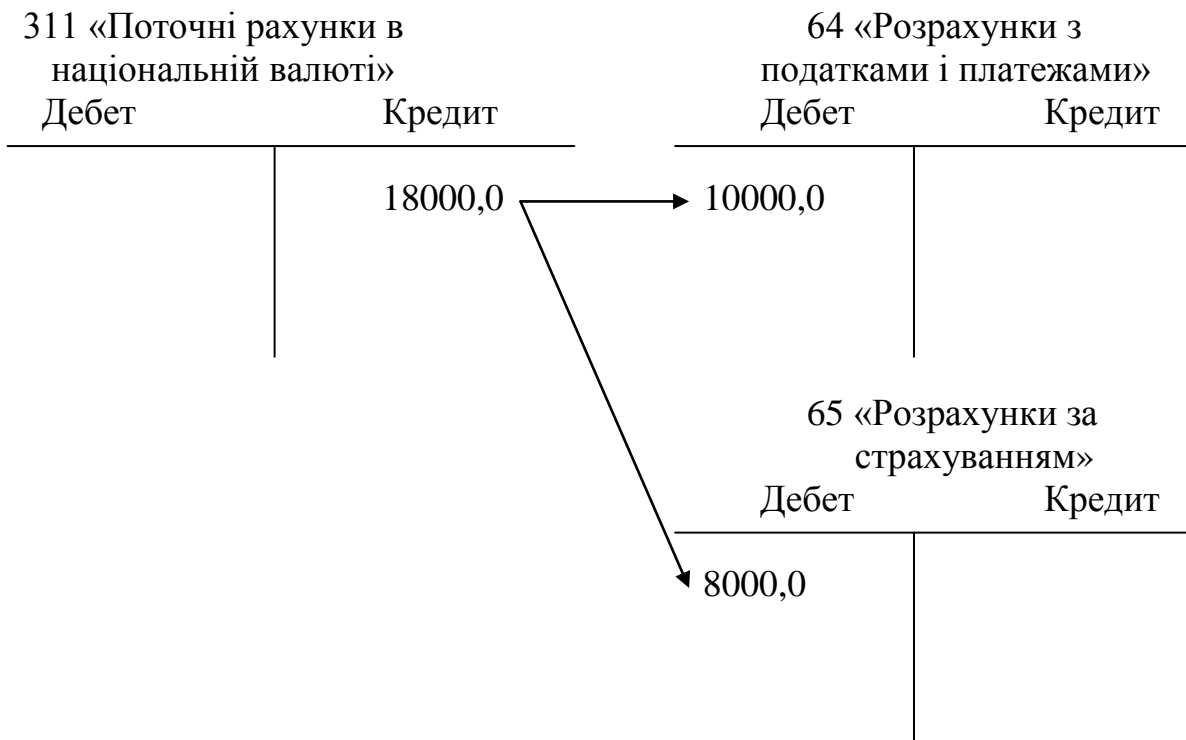 311 «Поточні рахунки в
національній валюті»
Дебет Кредит
18000,0
64 «Розрахунки з
податками і платежами»
Дебет Кредит
10000,0
65 «Розрахунки за
страхуванням»
Дебет Кредит
8000,0